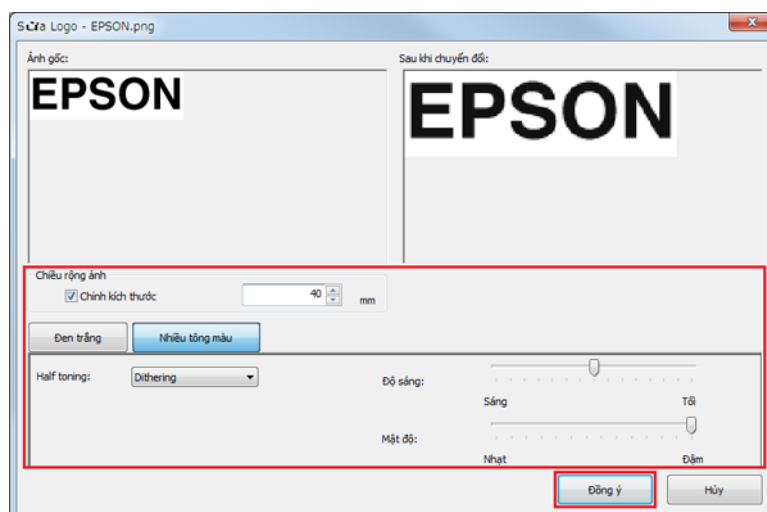 Sửa Logo - EPSON.png
Ảnh gốc:
Sau khi chuyển đổi:
EPSON
EPSON
Chiều rộng ảnh
Chỉnh kích thước 40 mm
Đen trắng Nhiều tông màu
Half toning: Dithering
Độ sáng:
Sáng Tối
Mật độ:
Nhạt Đậm
Đồng ý Hủy